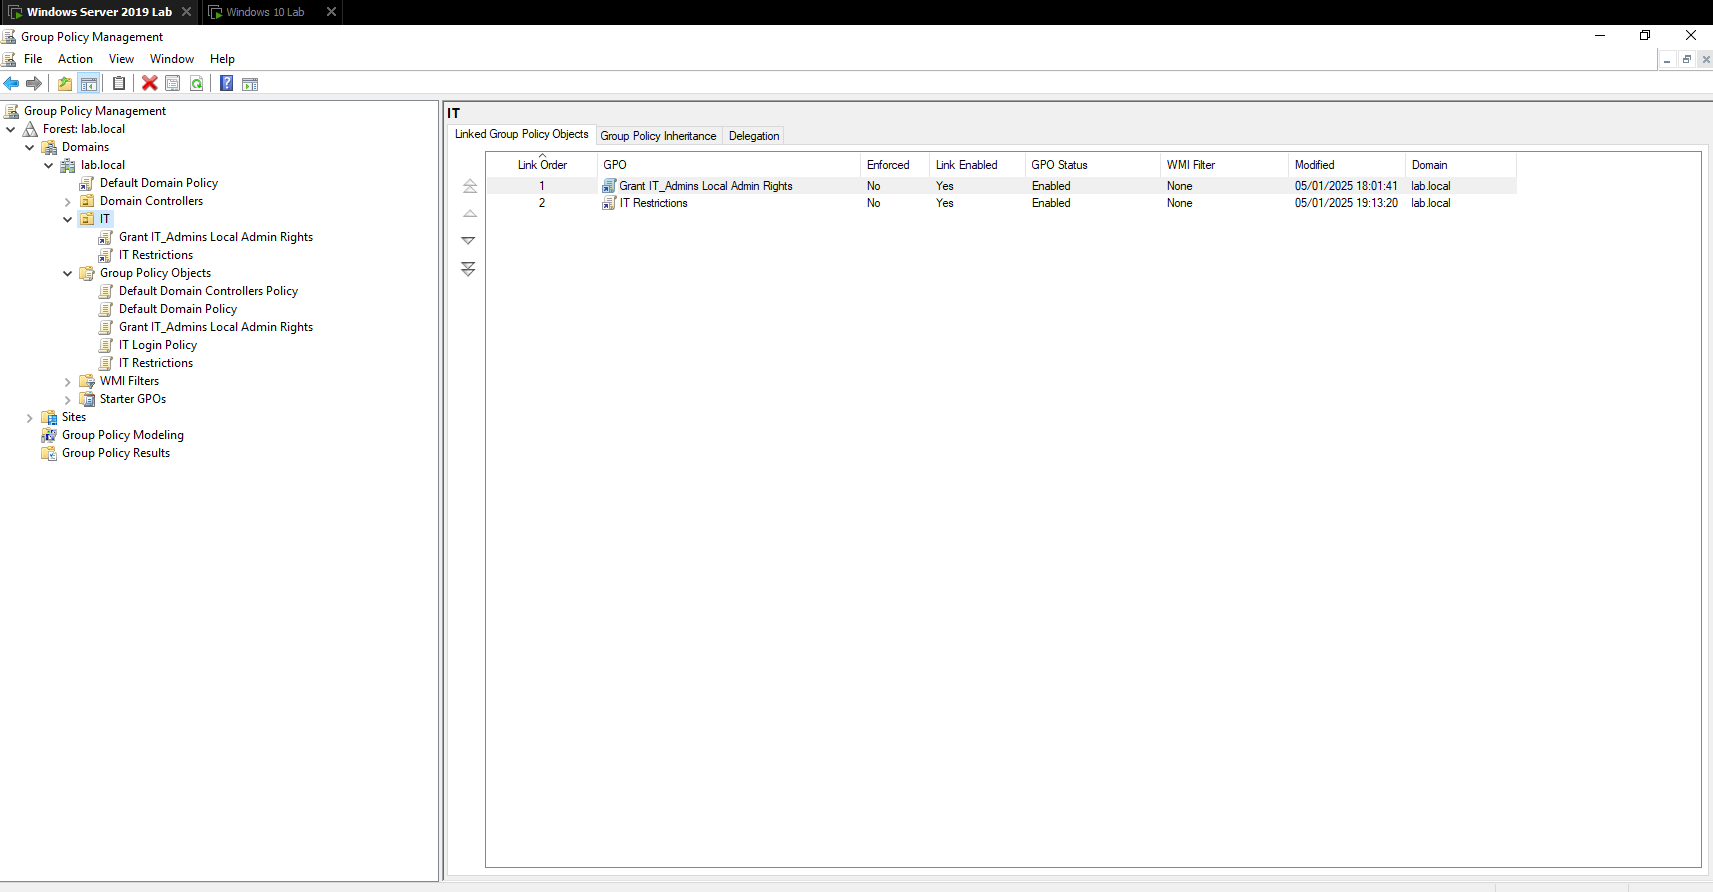 Windows Server 2019 Lab
Windows 10 Lab
Group Policy Management
File Action View Window Help
Group Policy Management
Forest: lab.local
Domains
lab.local
Default Domain Policy
Domain Controllers
IT
Grant IT_Admins Local Admin Rights
IT Restrictions
Group Policy Objects
Default Domain Controllers Policy
Default Domain Policy
Grant IT_Admins Local Admin Rights
IT Login Policy
IT Restrictions
WMI Filters
Starter GPOs
Sites
Group Policy Modeling
Group Policy Results
IT
Linked Group Policy Objects Group Policy Inheritance Delegation
Link Order GPO Enforced Link Enabled GPO Status WMI Filter Modified Domain
1 Grant IT_Admins Local Admin Rights No Yes Enabled None 05/01/2025 18:01:41 lab.local
2 IT Restrictions No Yes Enabled None 05/01/2025 19:13:20 lab.local